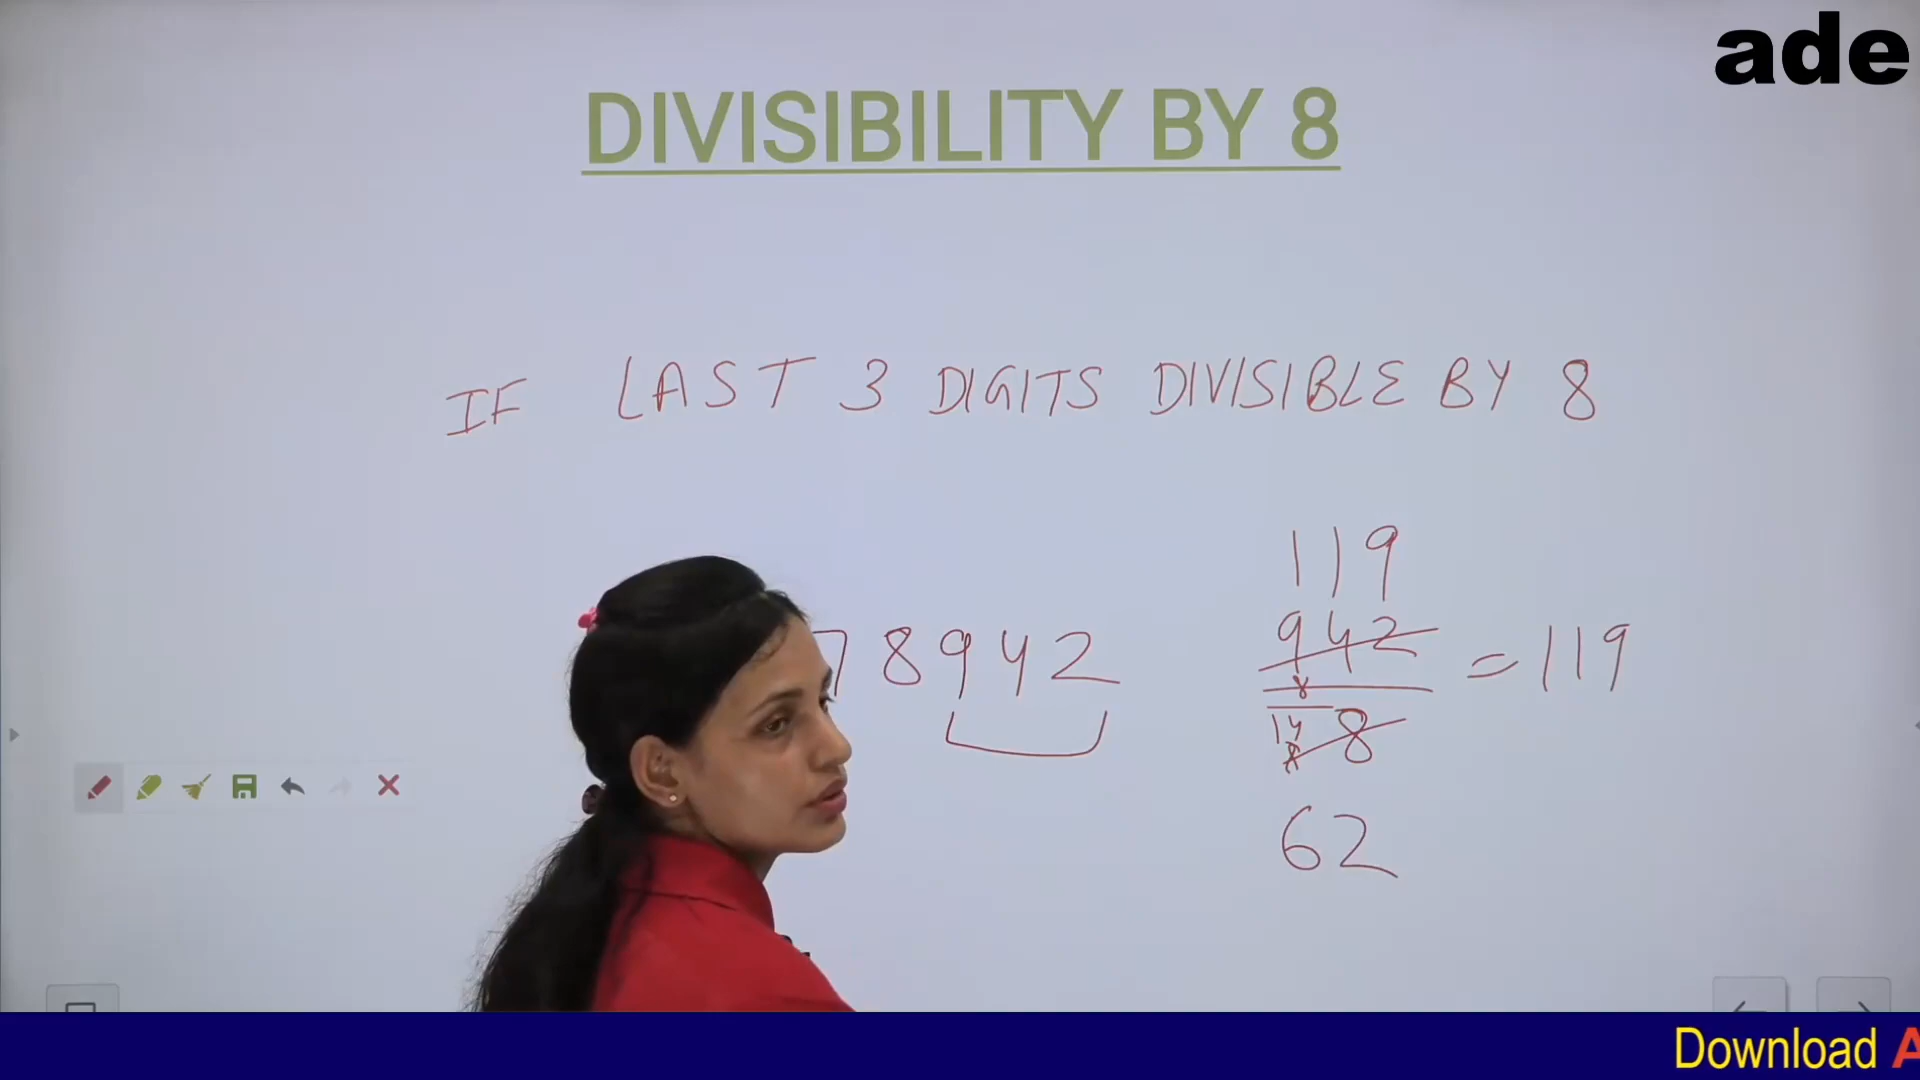 ade
DIVISIBILITY BY 8
IF LAST 3 DIGITS DIVISIBLE BY 8
119
78942
942 = 119
8
14 8
8
62
Download A